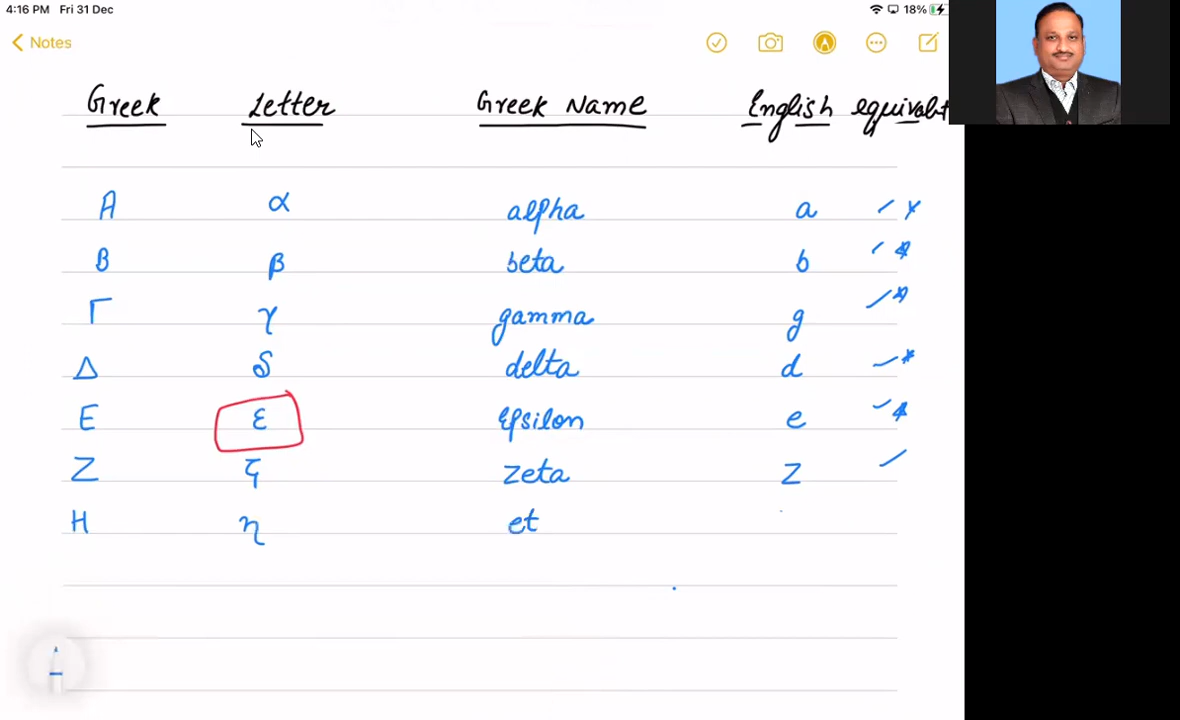 4:16 PM Fri 31 Dec 18%
Notes
Greek Letter Greek Name English equivalt
A α alpha a
B β beta b
Γ γ gamma g
Δ δ delta d
E ε Epsilon e
Z ζ zeta z
H η et